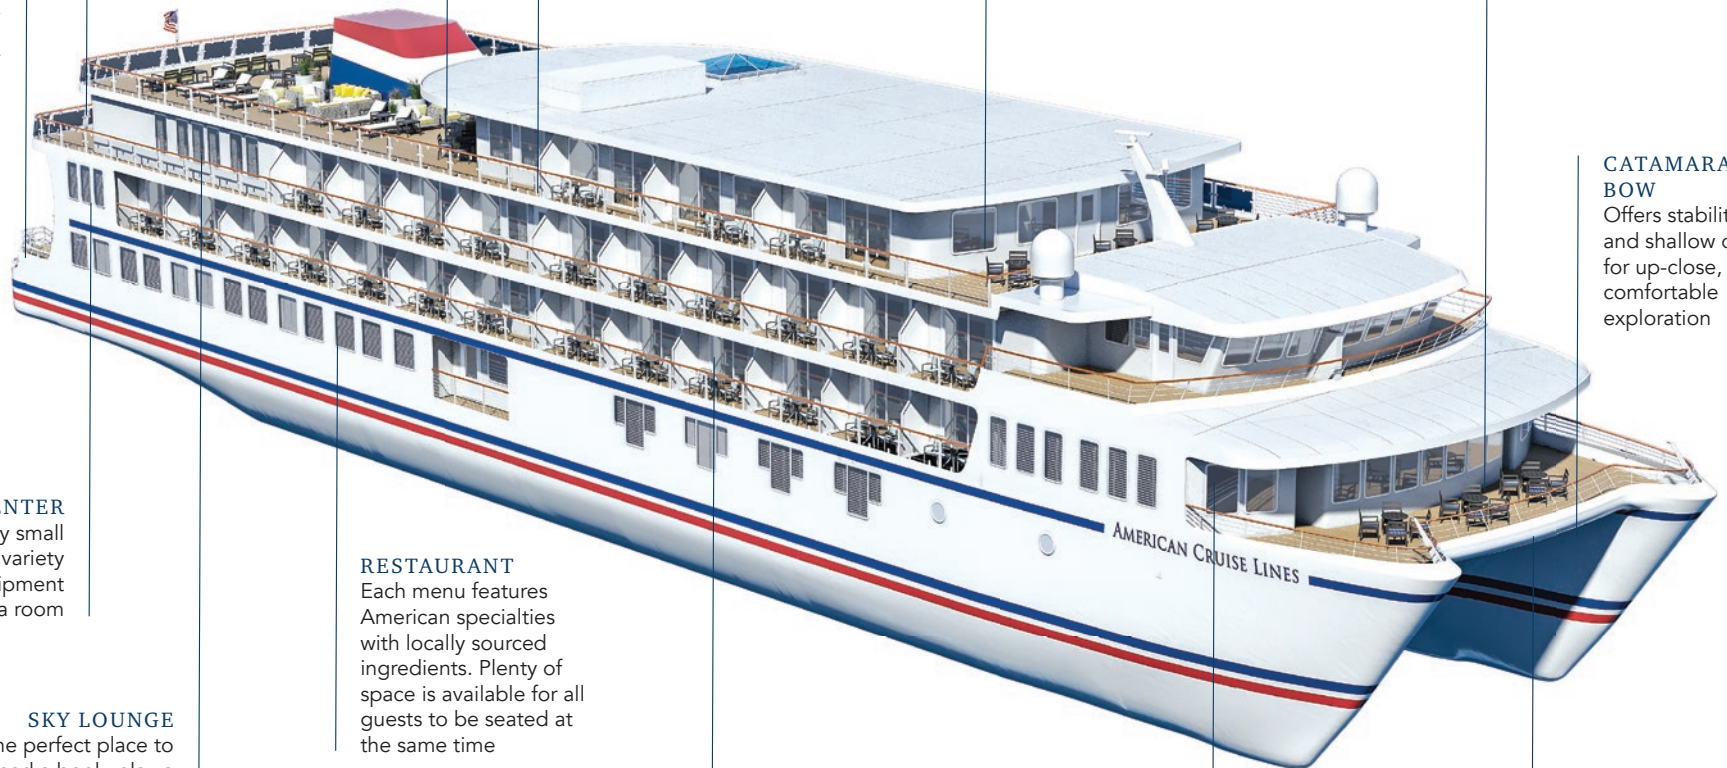 CATAMARA
BOW
Offers stabilit
and shallow
for up-close,
comfortable
exploration
AMERICAN CRUISE LINES
ENTER
y small
variety
ipment
a room
RESTAURANT
Each menu features
American specialties
with locally sourced
ingredients. Plenty of
space is available for all
guests to be seated at
the same time
SKY LOUNGE
he perfect place to